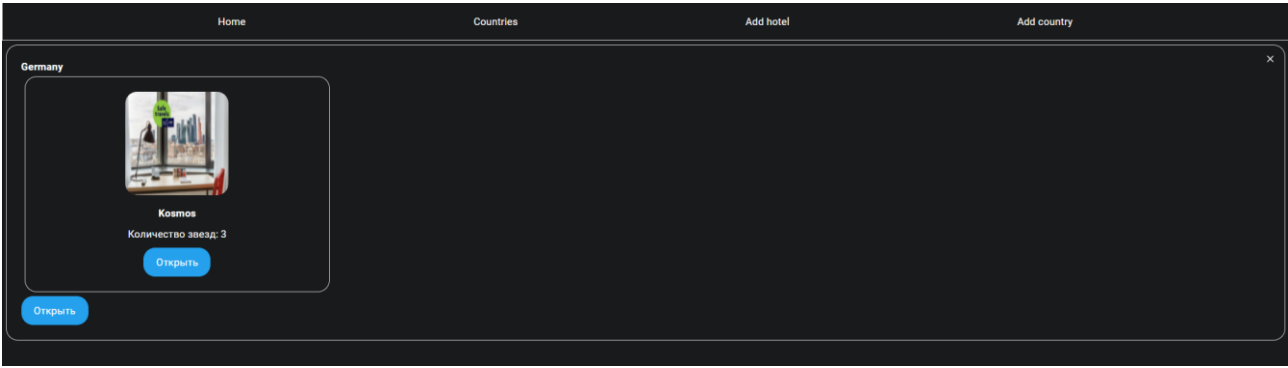 Home Countries Add hotel Add country
Germany
×
Kosmos
Количество звезд: 3
Открыть
Открыть